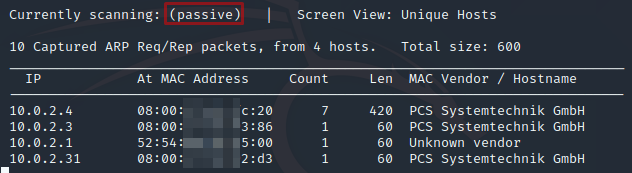 Currently scanning: (passive) | Screen View: Unique Hosts
10 Captured ARP Req/Rep packets, from 4 hosts. Total size: 600
IP At MAC Address Count Len MAC Vendor / Hostname
10.0.2.4 08:00: c:20 7 420 PCS Systemtechnik GmbH
10.0.2.3 08:00: 3:86 1 60 PCS Systemtechnik GmbH
10.0.2.1 52:54: 5:00 1 60 Unknown vendor
10.0.2.31 08:00: 2:d3 1 60 PCS Systemtechnik GmbH